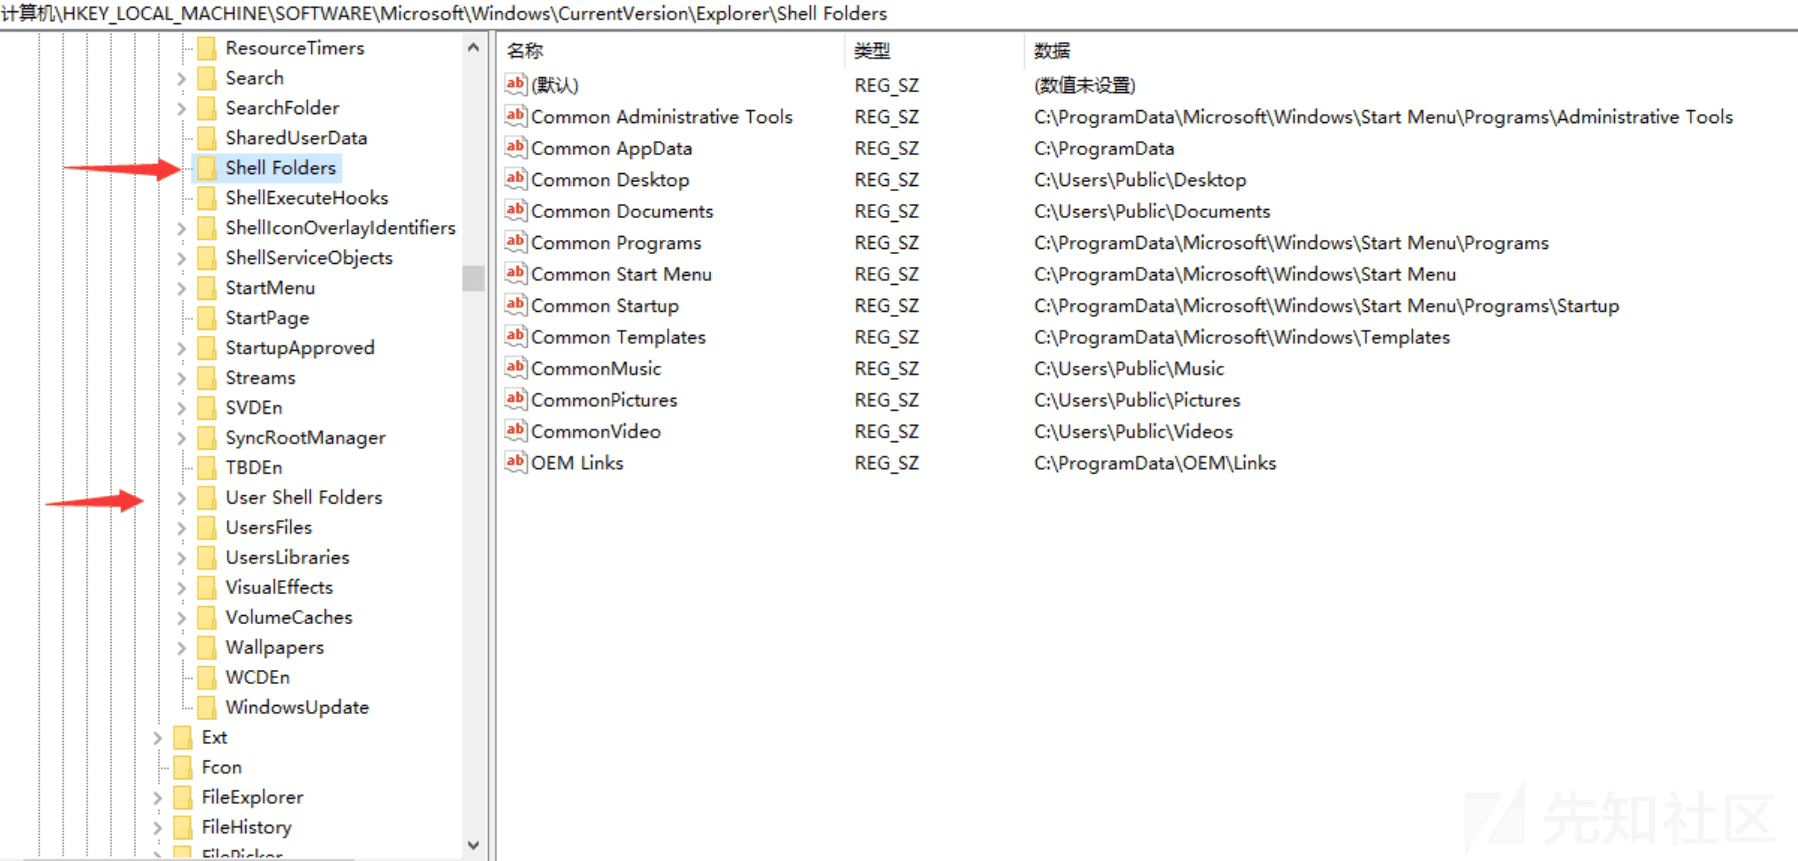 计算机\HKEY_LOCAL_MACHINE\SOFTWARE\Microsoft\Windows\CurrentVersion\Explorer\Shell Folders
ResourceTimers
Search
SearchFolder
SharedUserData
Shell Folders
ShellExecuteHooks
ShellIconOverlayIdentifiers
ShellServiceObjects
StartMenu
StartPage
StartupApproved
Streams
SVDEn
SyncRootManager
TBDEn
User Shell Folders
UsersFiles
UsersLibraries
VisualEffects
VolumeCaches
Wallpapers
WCDEn
WindowsUpdate
Ext
Fcon
FileExplorer
FileHistory
FilePicker
名称 类型 数据
(默认) REG_SZ (数值未设置)
Common Administrative Tools REG_SZ C:\ProgramData\Microsoft\Windows\Start Menu\Programs\Administrative Tools
Common AppData REG_SZ C:\ProgramData
Common Desktop REG_SZ C:\Users\Public\Desktop
Common Documents REG_SZ C:\Users\Public\Documents
Common Programs REG_SZ C:\ProgramData\Microsoft\Windows\Start Menu\Programs
Common Start Menu REG_SZ C:\ProgramData\Microsoft\Windows\Start Menu
Common Startup REG_SZ C:\ProgramData\Microsoft\Windows\Start Menu\Programs\Startup
Common Templates REG_SZ C:\ProgramData\Microsoft\Windows\Templates
CommonMusic REG_SZ C:\Users\Public\Music
CommonPictures REG_SZ C:\Users\Public\Pictures
CommonVideo REG_SZ C:\Users\Public\Videos
OEM Links REG_SZ C:\ProgramData\OEM\Links
先知社区